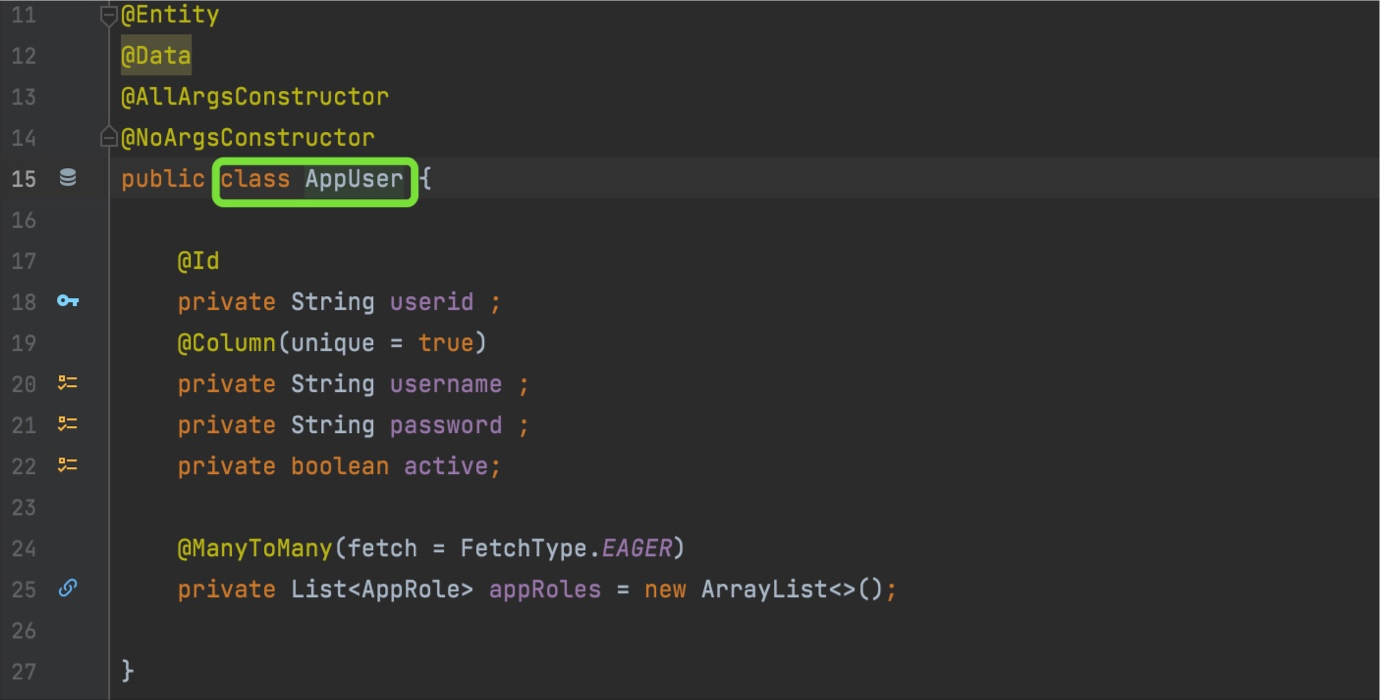 11 @Entity
12 @Data
13 @AllArgsConstructor
14 @NoArgsConstructor
15 public class AppUser {
16
17 @Id
18 private String userid ;
19 @Column(unique = true)
20 private String username ;
21 private String password ;
22 private boolean active;
23
24 @ManyToMany(fetch = FetchType.EAGER)
25 private List<AppRole> appRoles = new ArrayList<>();
26
27 }